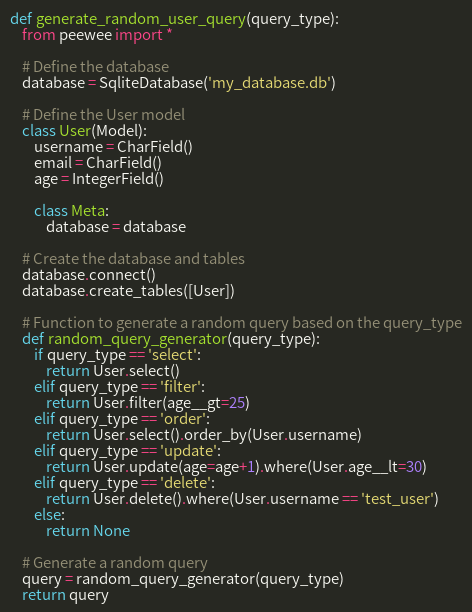 def generate_random_user_query(query_type):
    from peewee import *

    # Define the database
    database = SqliteDatabase('my_database.db')

    # Define the User model
    class User(Model):
        username = CharField()
        email = CharField()
        age = IntegerField()

        class Meta:
            database = database

    # Create the database and tables
    database.connect()
    database.create_tables([User])

    # Function to generate a random query based on the query_type
    def random_query_generator(query_type):
        if query_type == 'select':
            return User.select()
        elif query_type == 'filter':
            return User.filter(age__gt=25)
        elif query_type == 'order':
            return User.select().order_by(User.username)
        elif query_type == 'update':
            return User.update(age=age+1).where(User.age__lt=30)
        elif query_type == 'delete':
            return User.delete().where(User.username == 'test_user')
        else:
            return None

    # Generate a random query
    query = random_query_generator(query_type)
    return query